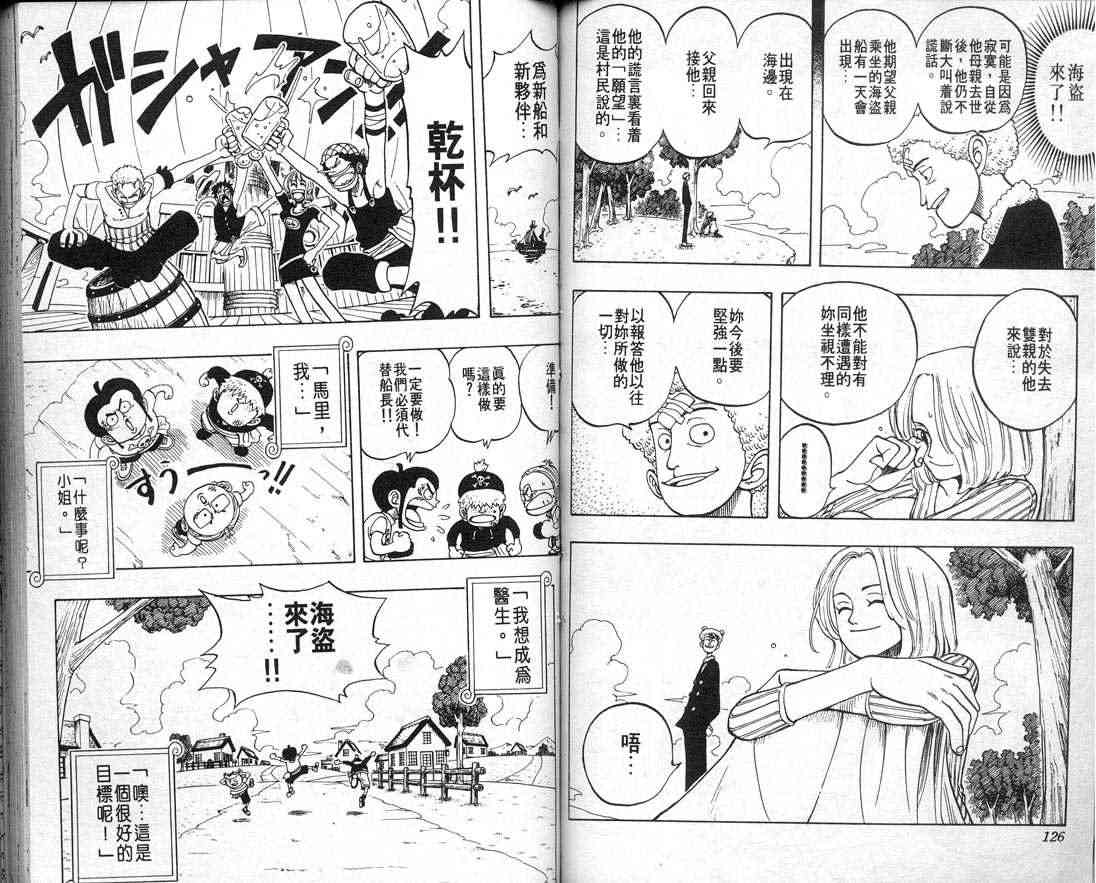 海盜
來了!!
可能是因爲
寂寞，自從
他母親去世
後，他仍不
斷大叫着說
謊話。
他期望父親
乘坐的海盜
船有一天會
出現…
出現在
海邊。
父親回來
接他…
他的謊言裏看着
他的「願望」…
這是村民說的。
對於失去
雙親的他
來說…
他不能對有
同樣遭遇的
妳坐視不理。
………
妳今後要
堅強一點。
以報答他以往
對妳所做的
一切…
唔…
126
爲新船和
新夥伴…
乾杯!!
ガシャアン
準備!
真的要
這樣做
嗎?
一定要做!
我們必須代
替船長!!
「馬里，
我…」
すうーーっ!!
「什麼事呢?
小姐。」
「我想成爲
醫生。」
海盜
來了
……!!
「噢…這是
一個很好的
目標呢!」